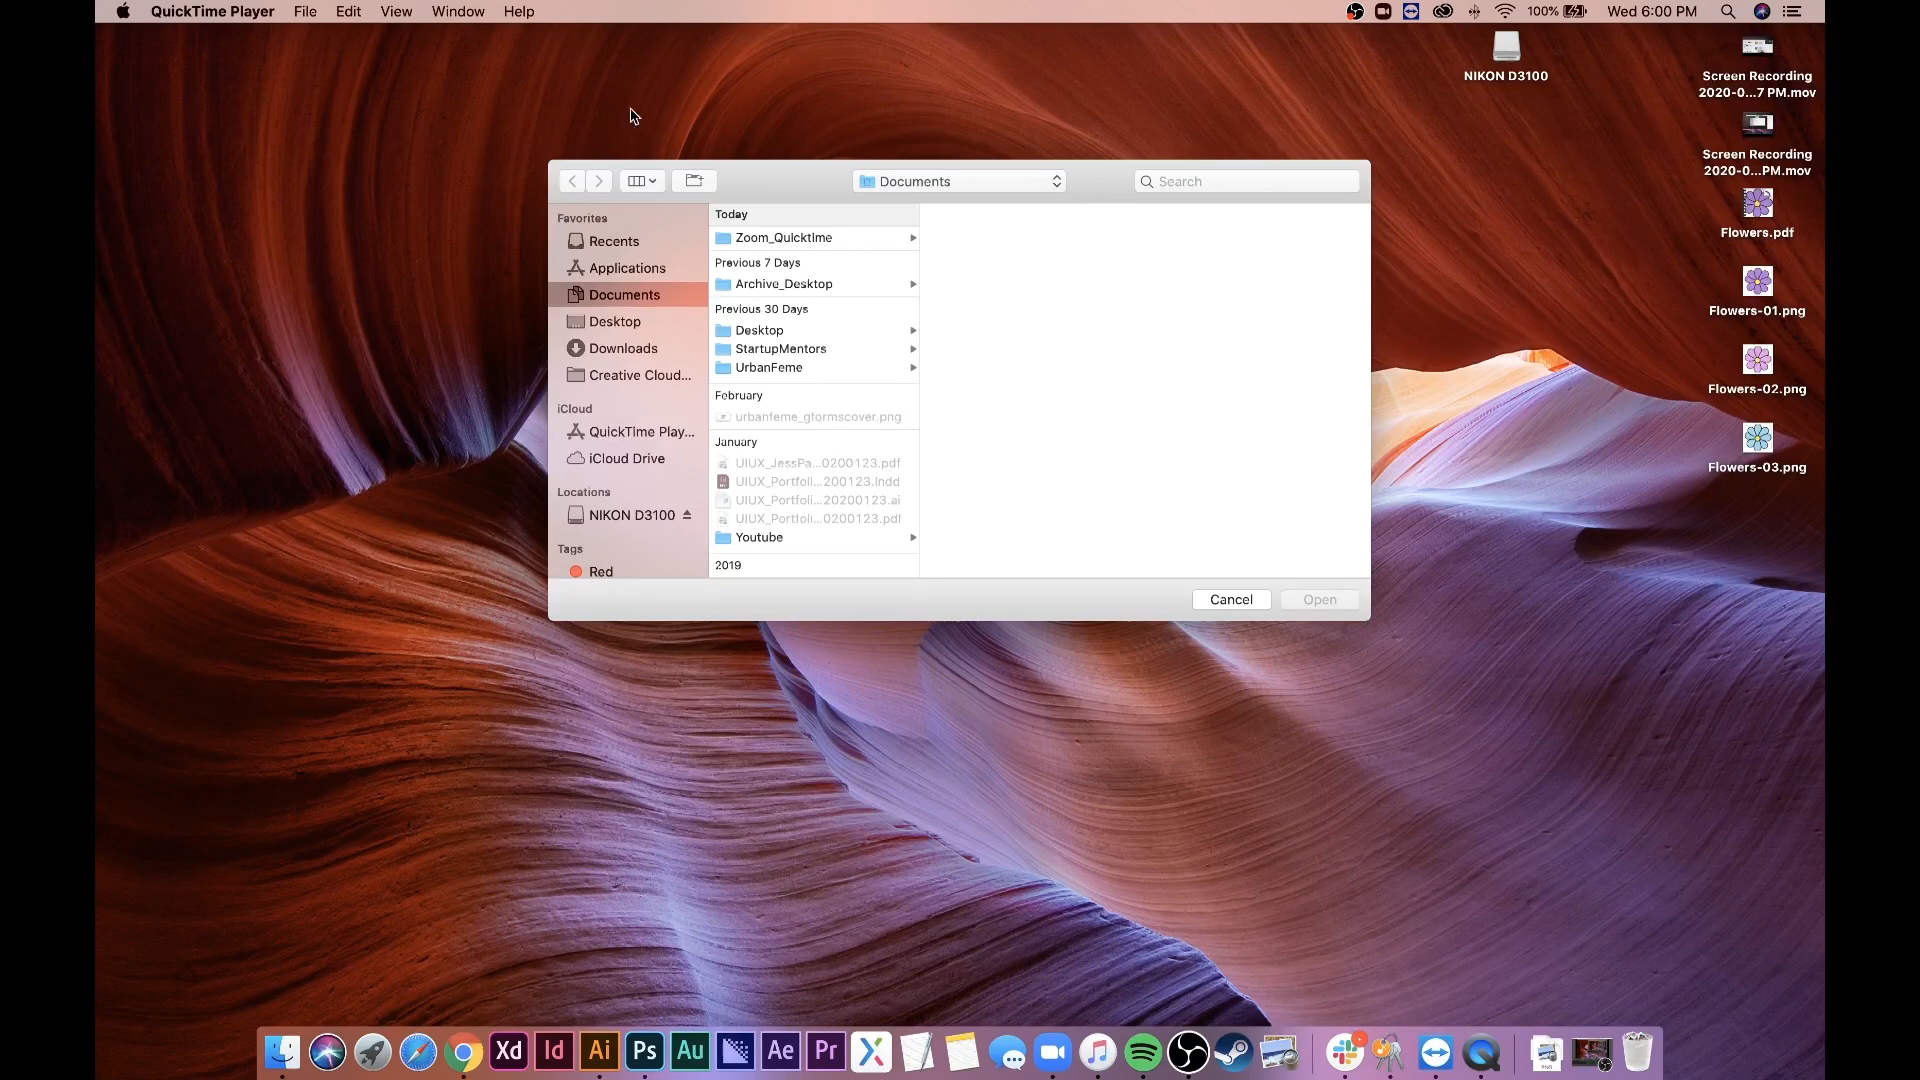 QuickTime Player File Edit View Window Help
100% Wed 6:00 PM
NIKON D3100
Screen Recording
2020-0...7 PM.mov
Screen Recording
2020-0...PM.mov
Flowers.pdf
Flowers-01.png
Flowers-02.png
Flowers-03.png
Documents
Search
Favorites
Recents
Applications
Documents
Desktop
Downloads
Creative Cloud...
iCloud
QuickTime Play...
iCloud Drive
Locations
NIKON D3100
Tags
Red
Today
Zoom_Quicktime
Previous 7 Days
Archive_Desktop
Previous 30 Days
Desktop
StartupMentors
UrbanFeme
February
urbanfeme_gformscover.png
January
UIUX_JessPa...0200123.pdf
UIUX_Portfoli...200123.indd
UIUX_Portfoli...20200123.ai
UIUX_Portfoli...0200123.pdf
Youtube
2019
Cancel Open
Xd Id Ai Ps Au Ae Pr
PNG